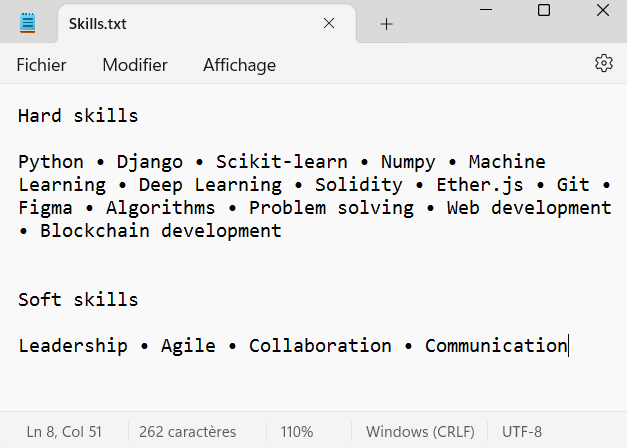 Skills.txt
Fichier Modifier Affichage
Hard skills
Python • Django • Scikit-learn • Numpy • Machine
Learning • Deep Learning • Solidity • Ether.js • Git •
Figma • Algorithms • Problem solving • Web development
• Blockchain development
Soft skills
Leadership • Agile • Collaboration • Communication
Ln 8, Col 51 262 caractères 110% Windows (CRLF) UTF-8